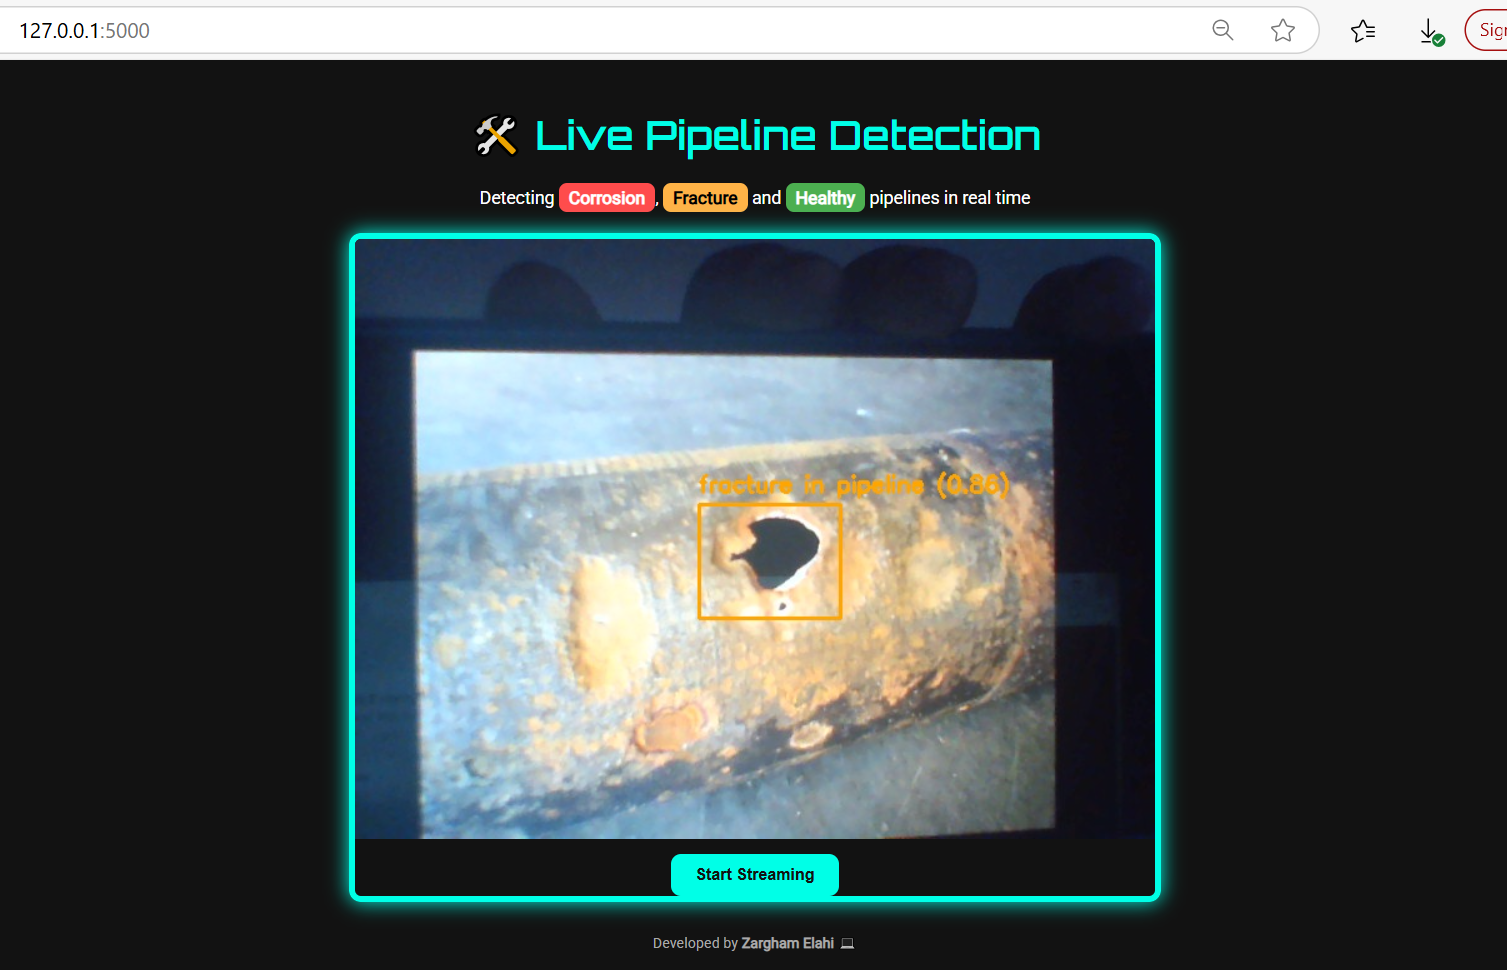 127.0.0.1:5000
Sign
Live Pipeline Detection
Detecting Corrosion, Fracture and Healthy pipelines in real time
fracture in pipeline (0.86)
Start Streaming
Developed by Zargham Elahi